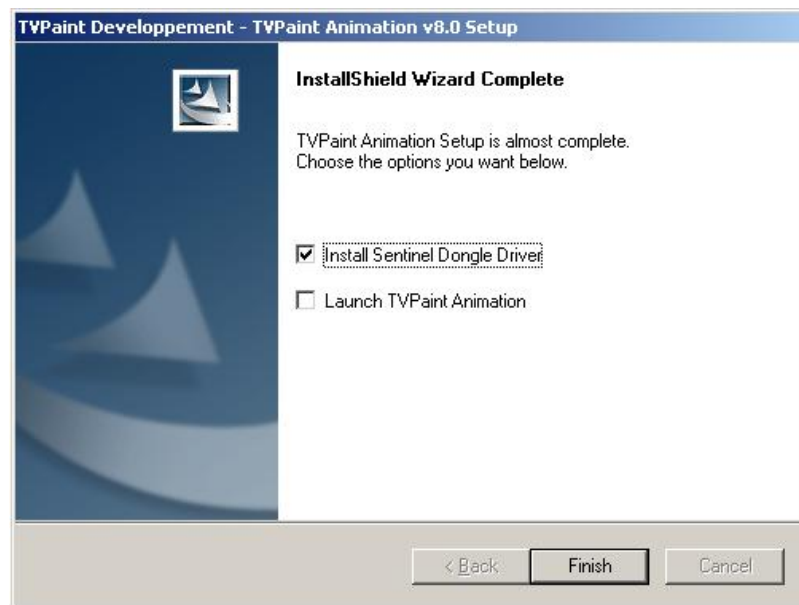 TVPaint Developpement - TVPaint Animation v8.0 Setup
InstallShield Wizard Complete
TVPaint Animation Setup is almost complete.
Choose the options you want below.
Install Sentinel Dongle Driver
Launch TVPaint Animation
< Back
Finish
Cancel